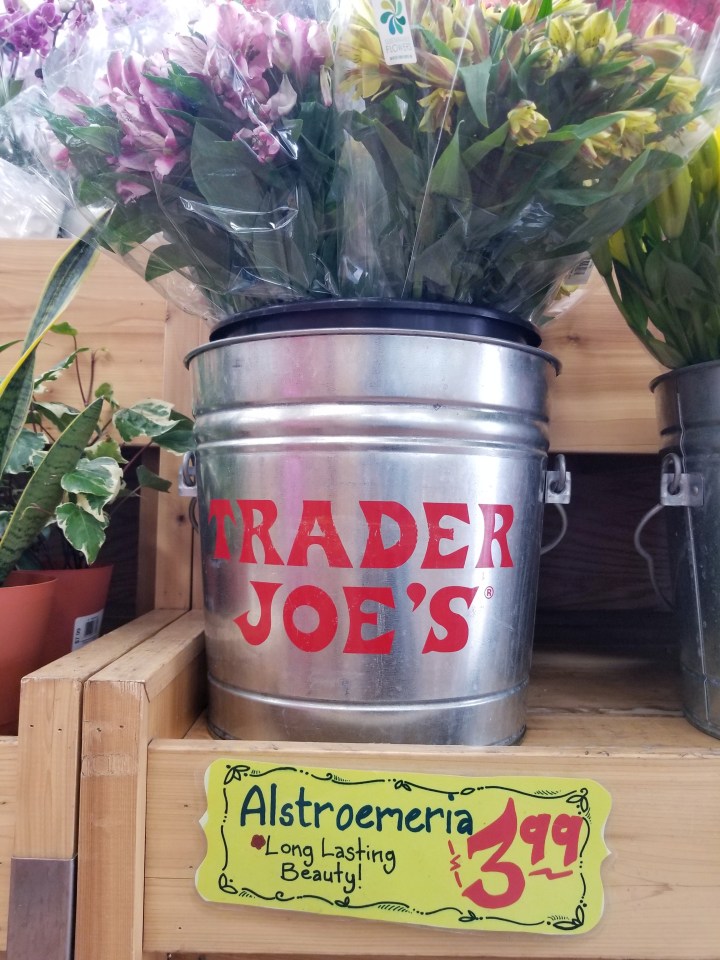 TRADER
JOE'S®
Alstroemeria
Long Lasting
Beauty!
$3.99